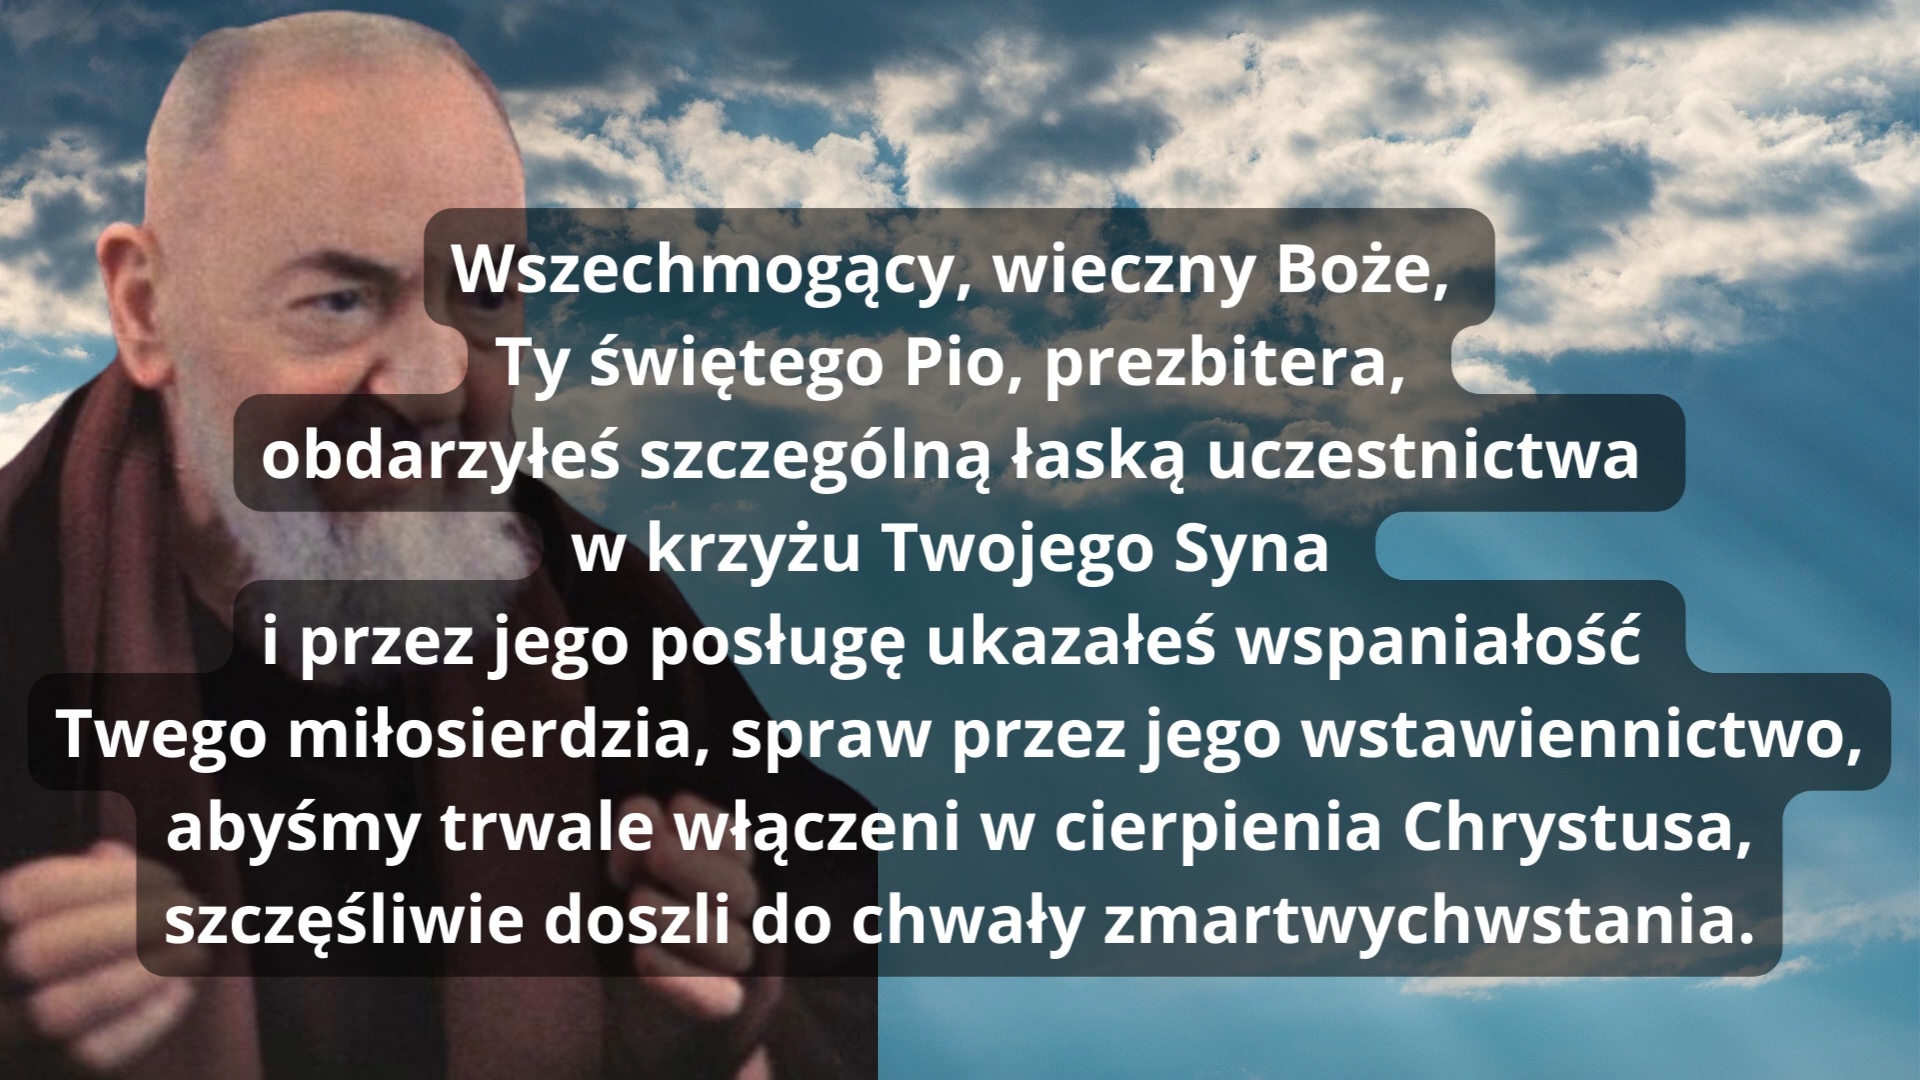 Wszechmogący, wieczny Boże,
Ty świętego Pio, prezbitera,
obdarzyłeś szczególną łaską uczestnictwa
w krzyżu Twojego Syna
i przez jego posługę ukazałeś wspaniałość
Twego miłosierdzia, spraw przez jego wstawiennictwo,
abyśmy trwale włączeni w cierpienia Chrystusa,
szczęśliwie doszli do chwały zmartwychwstania.